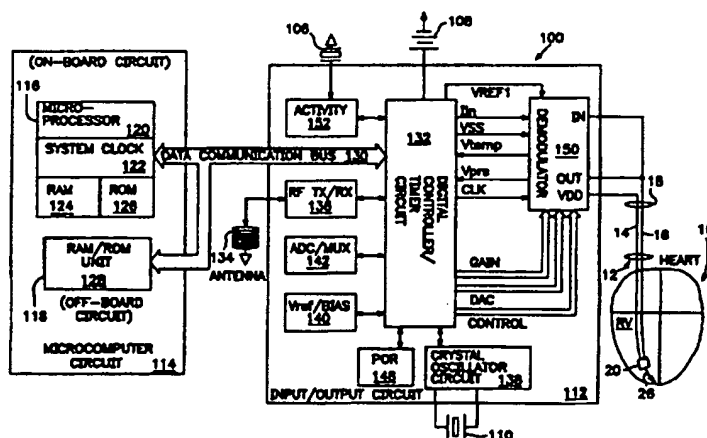 (ON-BOARD CIRCUIT)
116
MICRO-
PROCESSOR
120
SYSTEM CLOCK
122
RAM
124
ROM
126
DATA COMMUNICATION BUS 130
RAM/ROM
UNIT
128
118
(OFF-BOARD
CIRCUIT)
MICROCOMPUTER
CIRCUIT
114
106
108
100
ACTIVITY
152
RF TX/RX
136
134
ANTENNA
ADC/MUX
142
Vref/BIAS
140
132
DIGITAL
CONTROLLER/
TIMER
CIRCUIT
POR
148
CRYSTAL
OSCILLATOR
CIRCUIT
138
INPUT/OUTPUT CIRCUIT
112
110
VREF1
Iin
VSS
Vtemp
Vprs
CLK
DEMODULATOR
150
IN
OUT
VDD
GAIN
DAC
CONTROL
18
14
16
12
HEART
RV
20
26